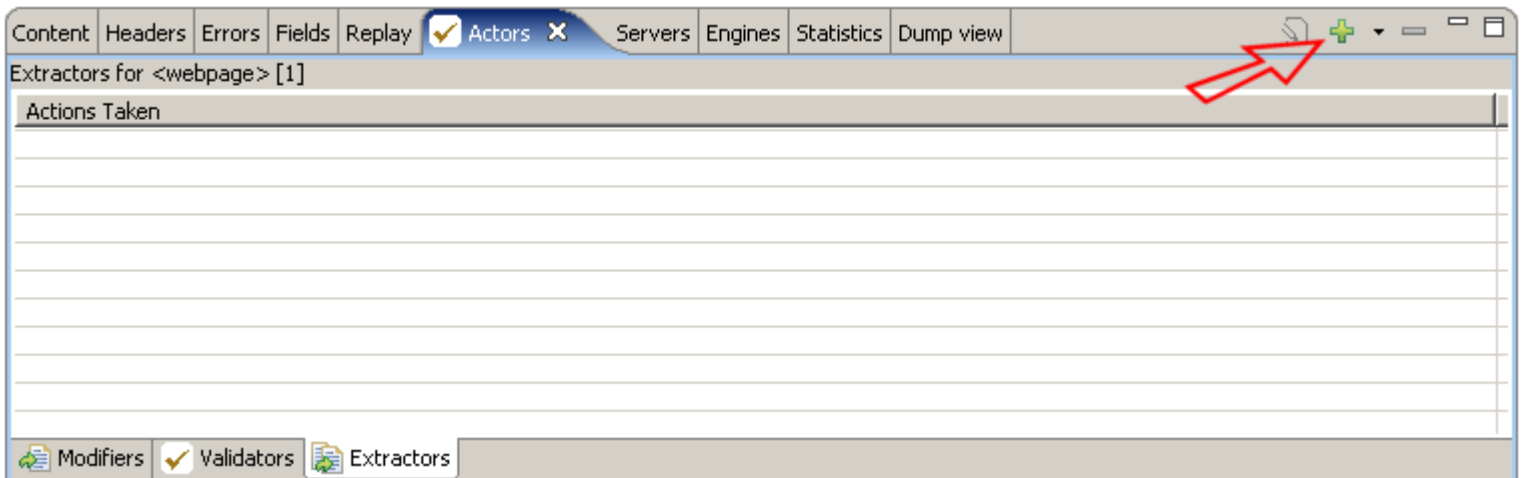 Content Headers Errors Fields Replay Actors Servers Engines Statistics Dump view
Extractors for <webpage> [1]
Actions Taken
Modifiers Validators Extractors